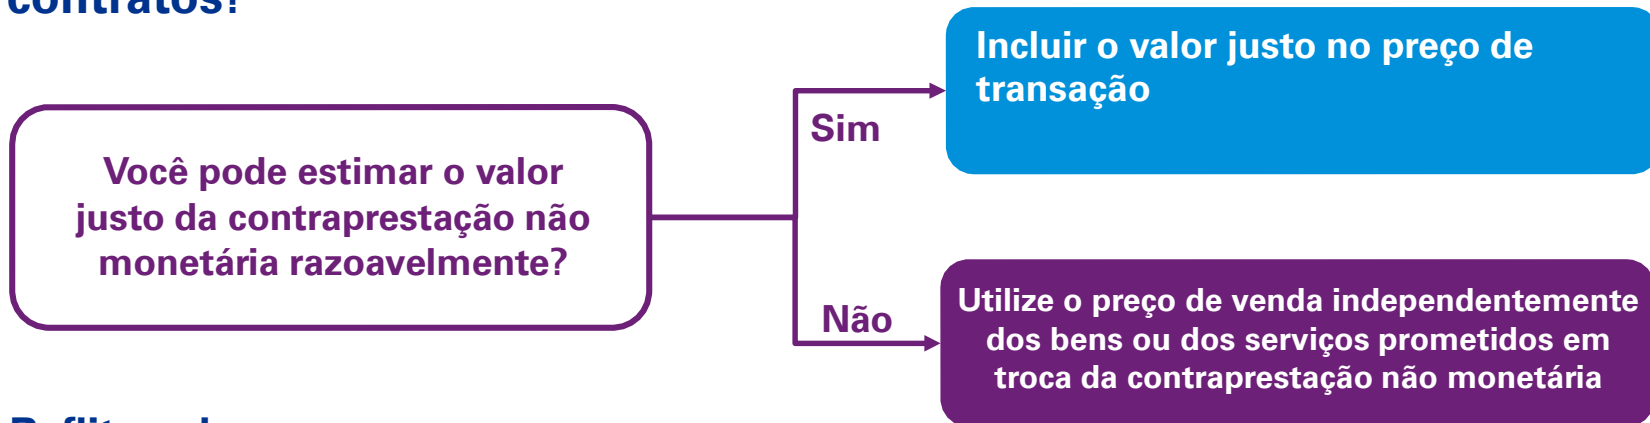 contratos?
Incluir o valor justo no preço de
transação
Sim
Você pode estimar o valor
justo da contraprestação não
monetária razoavelmente?
Não
Utilize o preço de venda independentemente
dos bens ou dos serviços prometidos em
troca da contraprestação não monetária